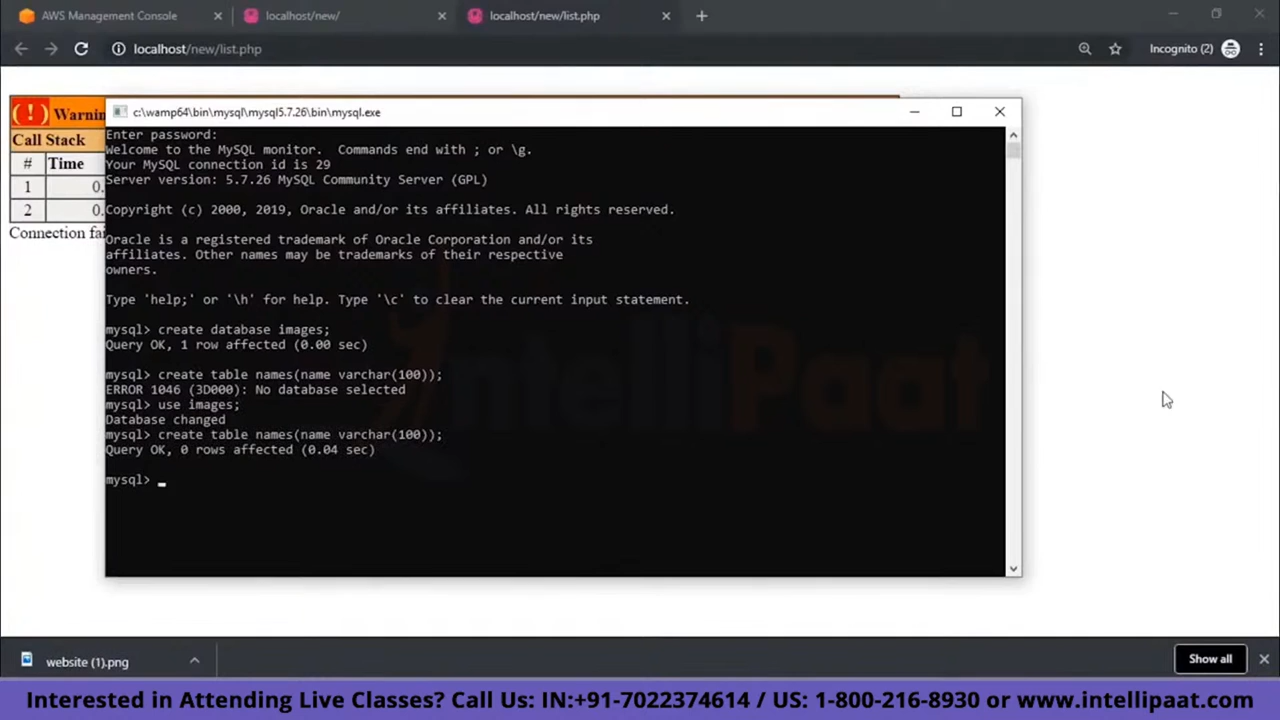 AWS Management Console
localhost/new/
localhost/new/list.php
localhost/new/list.php
Incognito (2)
( ! ) Warnin
Call Stack
# Time
1 0.
2 0.
Connection fai
c:\wamp64\bin\mysql\mysql5.7.26\bin\mysql.exe
Enter password:
Welcome to the MySQL monitor.  Commands end with ; or \g.
Your MySQL connection id is 29
Server version: 5.7.26 MySQL Community Server (GPL)
Copyright (c) 2000, 2019, Oracle and/or its affiliates. All rights reserved.
Oracle is a registered trademark of Oracle Corporation and/or its
affiliates. Other names may be trademarks of their respective
owners.
Type 'help;' or '\h' for help. Type '\c' to clear the current input statement.
mysql> create database images;
Query OK, 1 row affected (0.00 sec)
mysql> create table names(name varchar(100));
ERROR 1046 (3D000): No database selected
mysql> use images;
Database changed
mysql> create table names(name varchar(100));
Query OK, 0 rows affected (0.04 sec)
mysql> _
IntelliPaat
website (1).png
Show all
Interested in Attending Live Classes? Call Us: IN:+91-7022374614 / US: 1-800-216-8930 or www.intellipaat.com